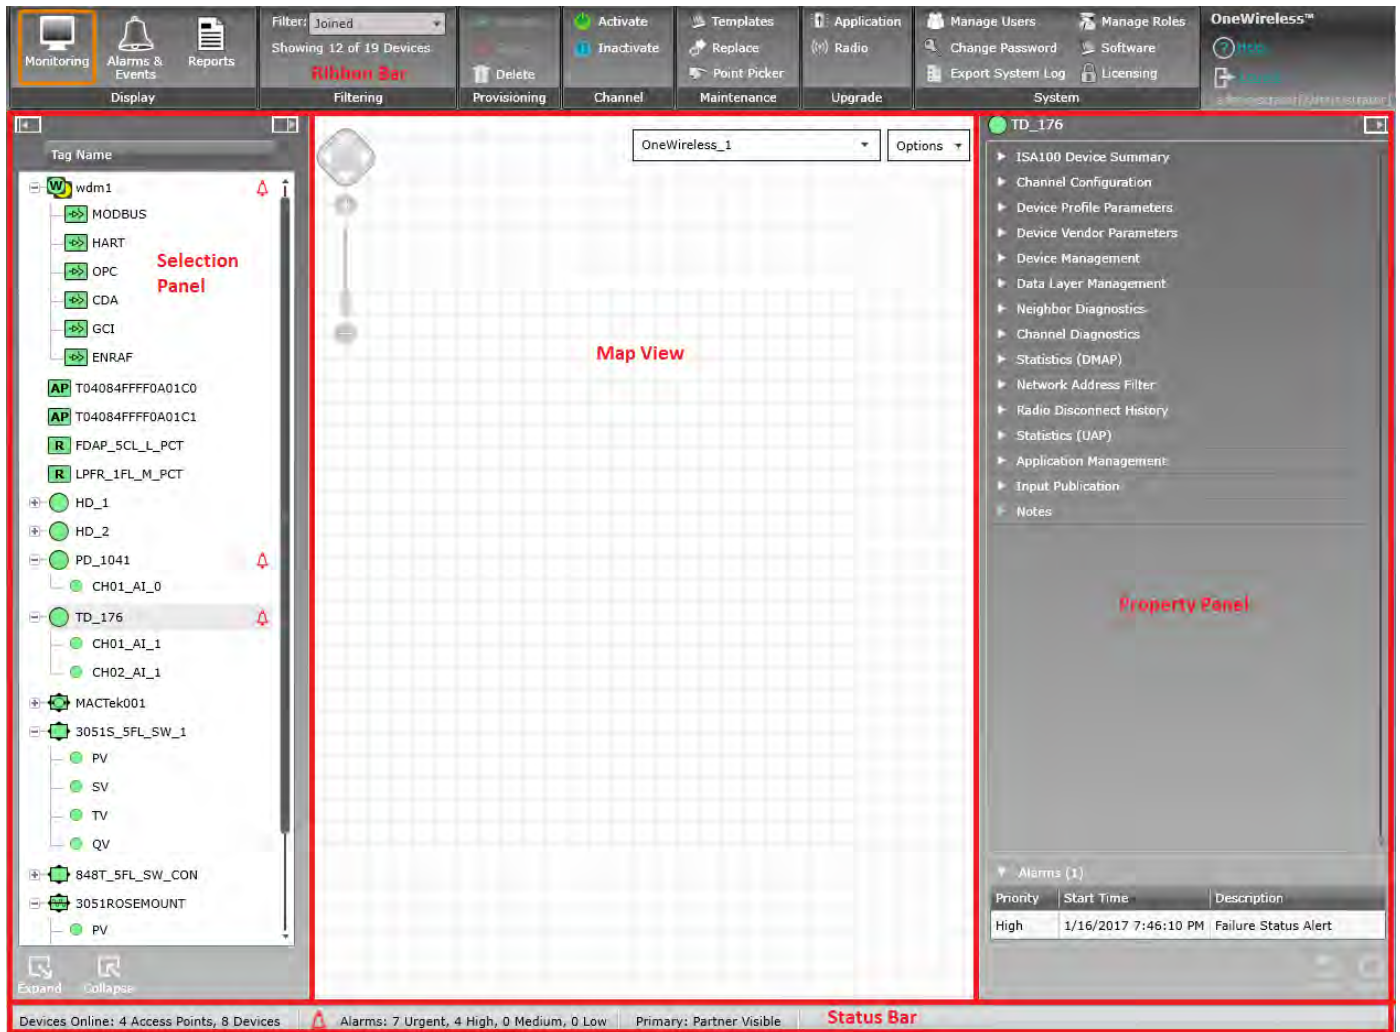 Monitoring
Alarms & Events
Reports
Display
Filter: Joined
Showing 12 of 19 Devices
Ribbon Bar
Filtering
Delete
Provisioning
Activate
Inactivate
Channel
Templates
Replace
Point Picker
Maintenance
Application
Radio
Upgrade
Manage Users
Change Password
Export System Log
Manage Roles
Software
Licensing
System
OneWireless™
Help
Tag Name
wdm1
MODBUS
HART
OPC
CDA
GCI
ENRAF
Selection Panel
AP T04084FFFF0A01C0
AP T04084FFFF0A01C1
R FDAP_5CL_L_PCT
R LPFR_1FL_M_PCT
HD_1
HD_2
PD_1041
CH01_AI_0
TD_176
CH01_AI_1
CH02_AI_1
MACTek001
3051S_5FL_SW_1
PV
SV
TV
QV
848T_5FL_SW_CON
3051ROSEMOUNT
PV
Expand
Collapse
OneWireless_1
Options
Map View
TD_176
ISA100 Device Summary
Channel Configuration
Device Profile Parameters
Device Vendor Parameters
Device Management
Data Layer Management
Neighbor Diagnostics
Channel Diagnostics
Statistics (DMAP)
Network Address Filter
Radio Disconnect History
Statistics (UAP)
Application Management
Input Publication
Notes
Property Panel
Alarms (1)
Priority Start Time Description
High 1/16/2017 7:46:10 PM Failure Status Alert
Devices Online: 4 Access Points, 8 Devices
Alarms: 7 Urgent, 4 High, 0 Medium, 0 Low
Primary: Partner Visible
Status Bar